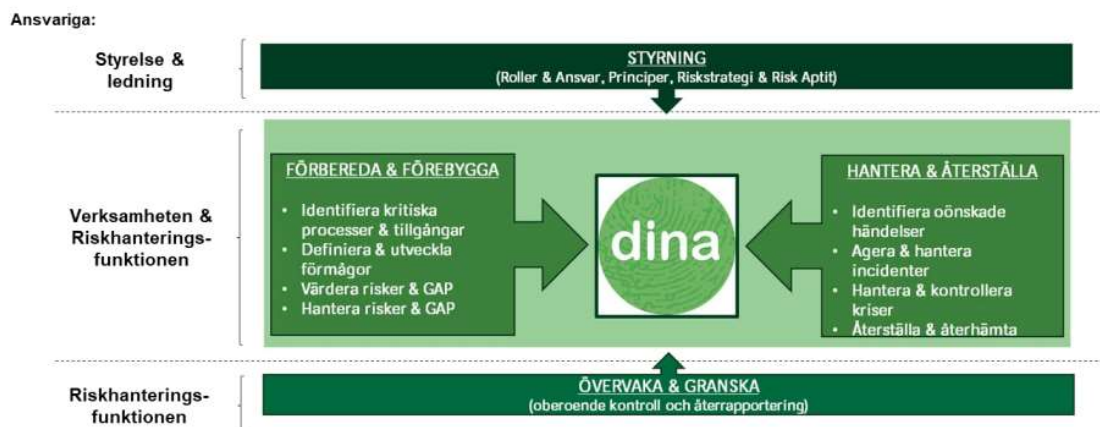 Ansvariga:
Styrelse &
ledning
STYRNING
(Roller & Ansvar, Principer, Riskstrategi & Risk Aptit)
Verksamheten &
Riskhanterings-
funktionen
FÖRBEREDA & FÖREBYGGA
• Identifiera kritiska
processer & tillgångar
• Definiera & utveckla
förmågor
• Värdera risker & GAP
• Hantera risker & GAP
dina
HANTERA & ÅTERSTÄLLA
• Identifiera oönskade
händelser
• Agera & hantera
incidenter
• Hantera & kontrollera
kriser
• Återställa & återhämta
Riskhanterings-
funktionen
ÖVERVAKA & GRANSKA
(oberoende kontroll och återrapportering)